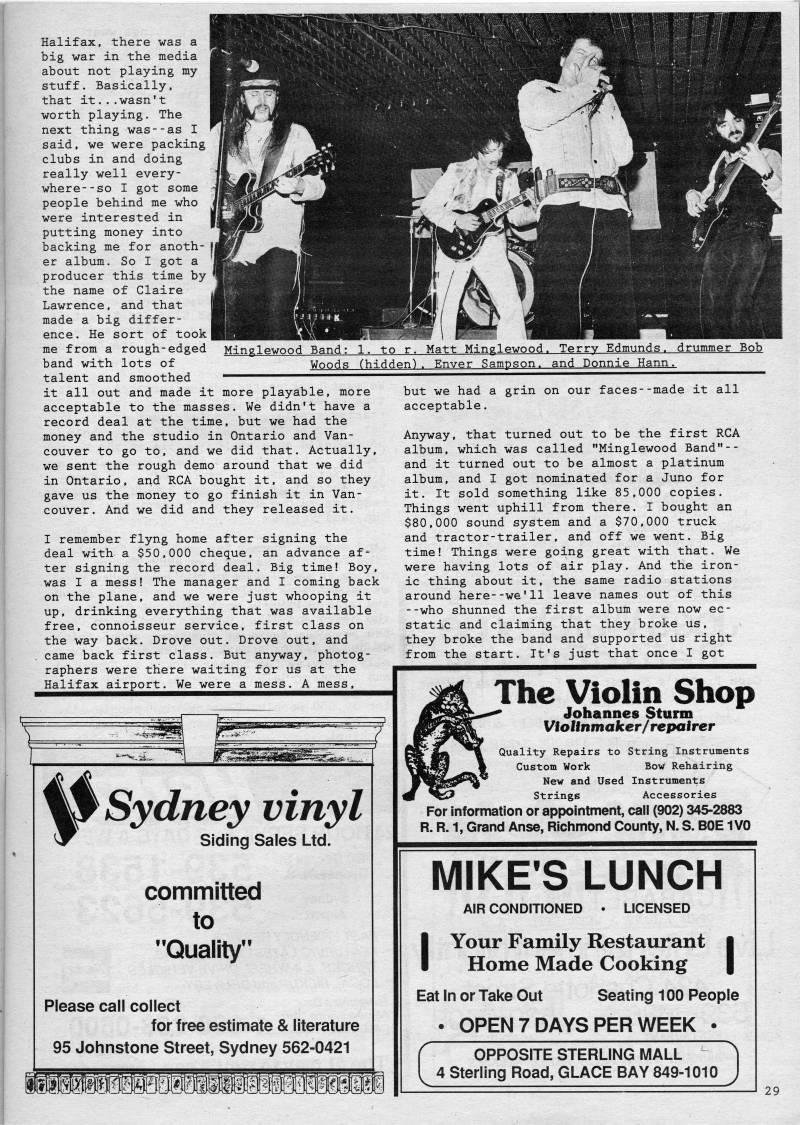 Halifax, there was a
big war in the media
about not playing my
stuff. Basically,
that it...wasn't
worth playing. The
next thing was--as I
said, we were packing
clubs in and doing
really well every-
where--so I got some
people behind me who
were interested in
putting money into
backing me for anoth-
er album. So I got a
producer this time by
the name of Claire
Lawrence, and that
made a big differ-
ence. He sort of took
me from a rough-edged
band with lots of
talent and smoothed
it all out and made it more playable, more
acceptable to the masses. We didn't have a
record deal at the time, but we had the
money and the studio in Ontario and Van-
couver to go to, and we did that. Actually,
we sent the rough demo around that we did
in Ontario, and RCA bought it, and so they
gave us the money to go finish it in Van-
couver. And we did and they released it.
I remember flyng home after signing the
deal with a $50,000 cheque, an advance af-
ter signing the record deal. Big time! Boy,
was I a mess! The manager and I coming back
on the plane, and we were just whooping it
up, drinking everything that was available
free, connoisseur service, first class on
the way back. Drove out. Drove out, and
came back first class. But anyway, photog-
raphers were there waiting for us at the
Halifax airport. We were a mess. A mess,
Minglewood Band: l. to r. Matt Minglewood, Terry Edmunds, drummer Bob
Woods (hidden), Enver Sampson, and Donnie Hann.
but we had a grin on our faces--made it all
acceptable.
Anyway, that turned out to be the first RCA
album, which was called "Minglewood Band"--
and it turned out to be almost a platinum
album, and I got nominated for a Juno for
it. It sold something like 85,000 copies.
Things went uphill from there. I bought an
$80,000 sound system and a $70,000 truck
and tractor-trailer, and off we went. Big
time! Things were going great with that. We
were having lots of air play. And the iron-
ic thing about it, the same radio stations
around here--we'll leave names out of this
--who shunned the first album were now ec-
static and claiming that they broke us,
they broke the band and supported us right
from the start. It's just that once I got
Sydney vinyl
Siding Sales Ltd.
committed
to
"Quality"
Please call collect
for free estimate & literature
95 Johnstone Street, Sydney 562-0421
The Violin Shop
Johannes Sturm
Violinmaker/repairer
Quality Repairs to String Instruments
Custom Work Bow Rehairing
New and Used Instruments
Strings Accessories
For information or appointment, call (902) 345-2883
R. R. 1, Grand Anse, Richmond County, N. S. B0E 1V0
MIKE'S LUNCH
AIR CONDITIONED • LICENSED
Your Family Restaurant
Home Made Cooking
Eat In or Take Out Seating 100 People
• OPEN 7 DAYS PER WEEK •
OPPOSITE STERLING MALL
4 Sterling Road, GLACE BAY 849-1010
29